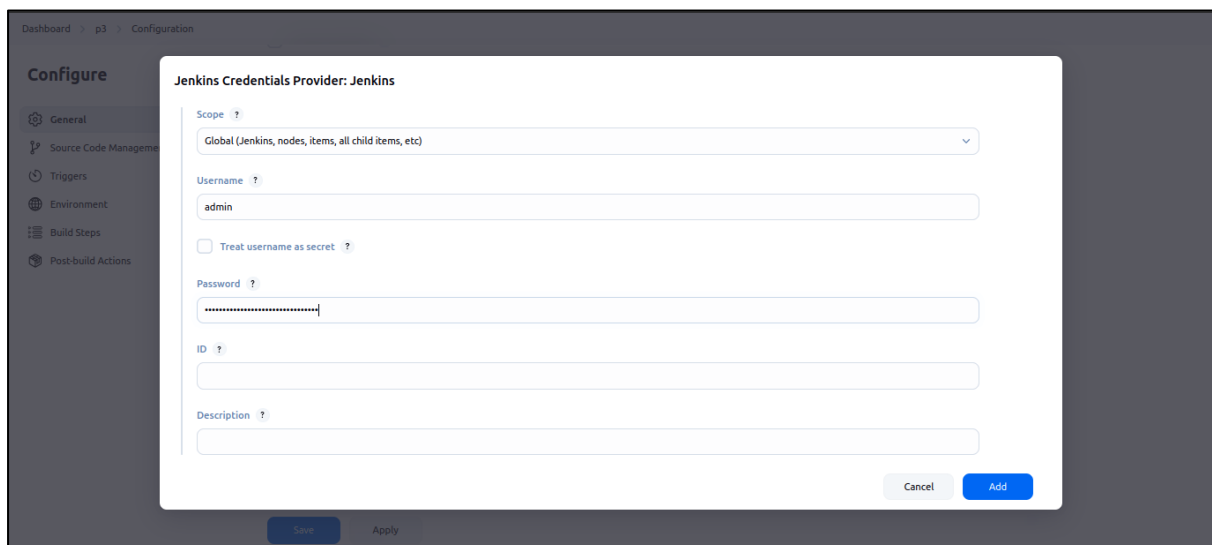 Dashboard > p3 > Configuration
Configure
General
Source Code Manageme
Triggers
Environment
Build Steps
Post-build Actions
Jenkins Credentials Provider: Jenkins
Scope ?
Global (Jenkins, nodes, items, all child items, etc)
Username ?
admin
Treat username as secret ?
Password ?
••••••••••••••••••••••••••••••••
ID ?
Description ?
Cancel Add
Save Apply